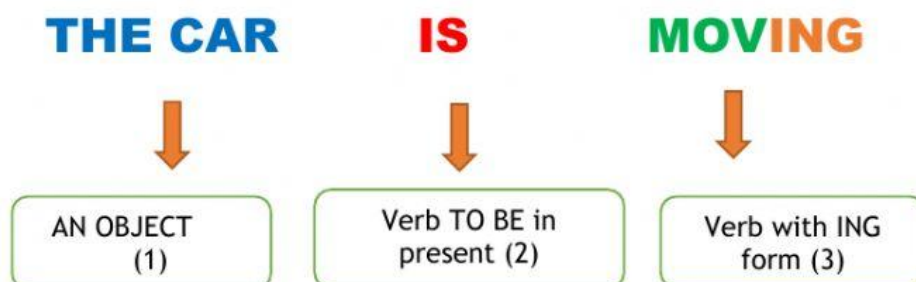 THE CAR IS MOVING
AN OBJECT
(1)
Verb TO BE in
present (2)
Verb with ING
form (3)